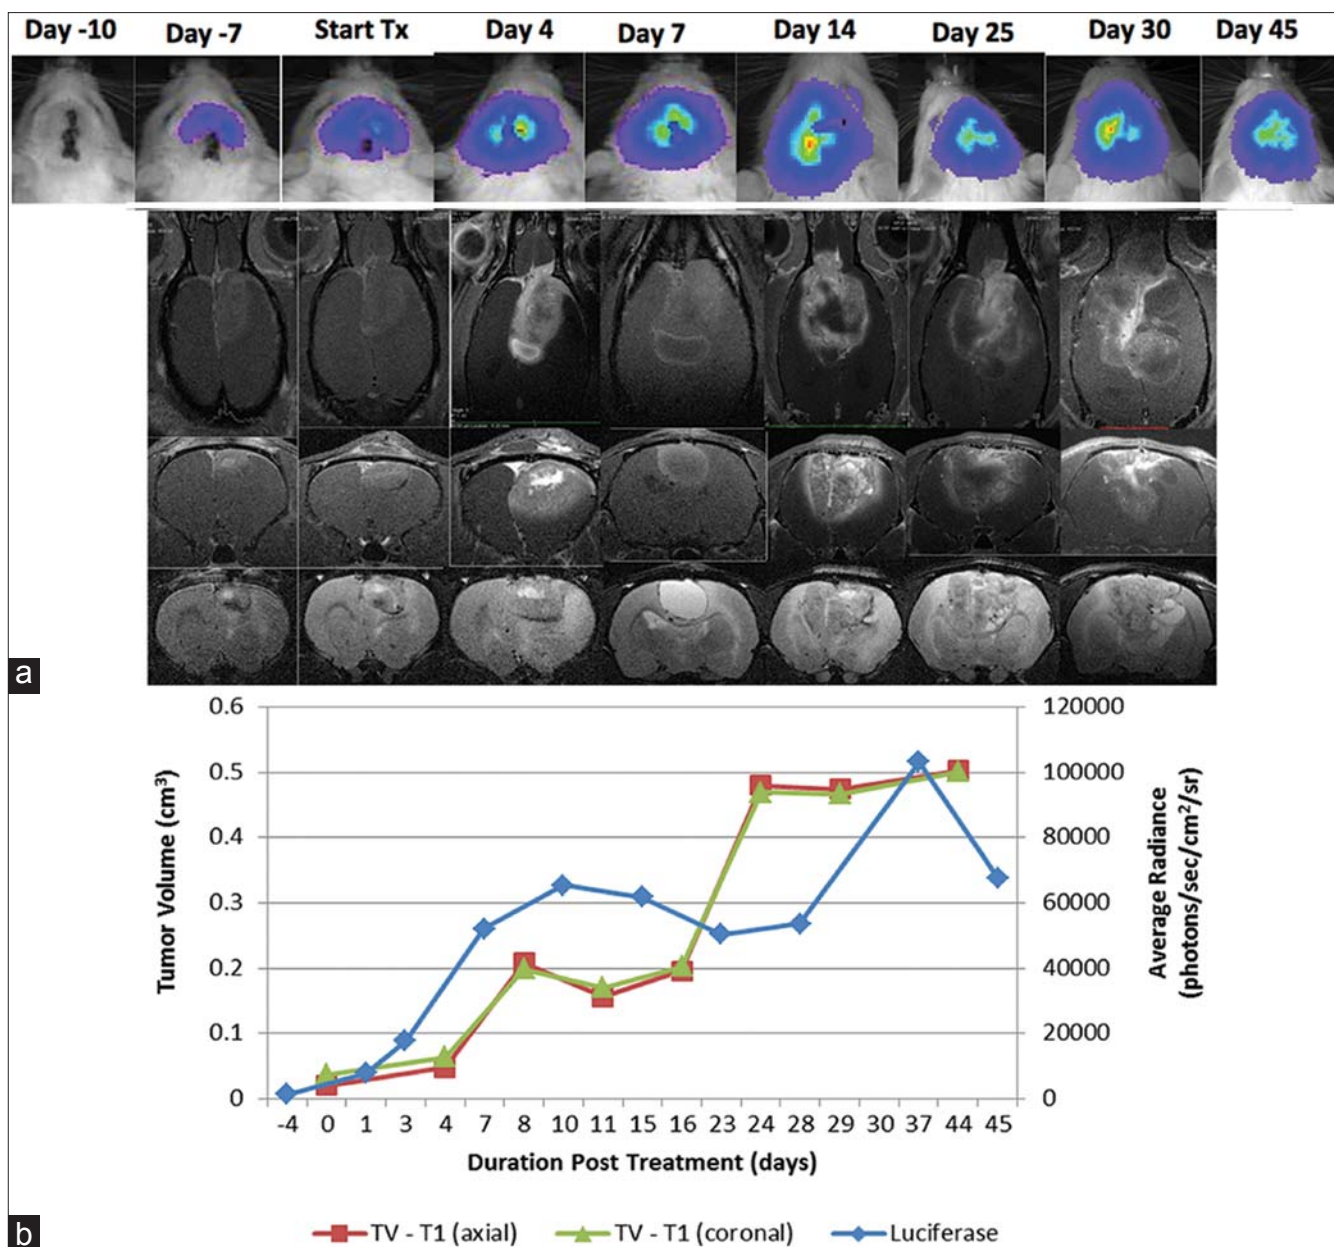 Day -10 Day -7 Start Tx Day 4 Day 7 Day 14 Day 25 Day 30 Day 45
a
0.6 120000
0.5 100000
0.4 80000
0.3 60000
0.2 40000
0.1 20000
0 0
Tumor Volume (cm³)
Average Radiance
(photons/sec/cm²/sr)
-4 0 1 3 4 7 8 10 11 15 16 23 24 28 29 30 37 44 45
Duration Post Treatment (days)
b
TV - T1 (axial) TV - T1 (coronal) Luciferase